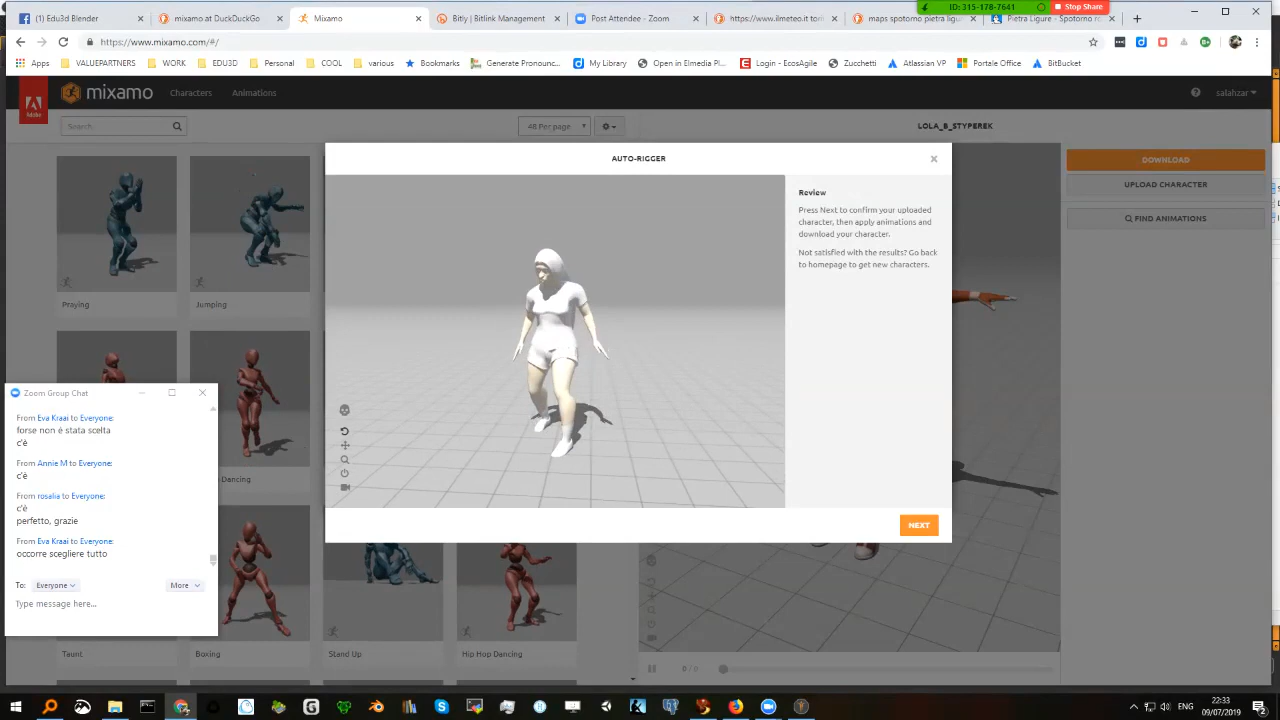 Edu3d Blended
mixamo at DuckDuckGo
Mixamo
Bitly | Bitlink Management
Post Attendee - Zoom
https://www.ilmeteo.it
maps spotorno pietra ligu
Pietra Ligure - Spotorno
ID: 315-178-7641
Stop Share
https://www.mixamo.com/#/
Apps
VALUEPARTNERS
WORK
EDU3D
Personal
COOL
various
Bookmarks
Generate Pronounc...
My Library
Open in Elmedia Pl...
Login - EcosAgile
Zucchetti
Atlassian VP
Portale Office
BitBucket
Adobe
mixamo
Characters
Animations
salahzar
Search
48 Per page
LOLA_B_STYPEREK
AUTO-RIGGER
DOWNLOAD
UPLOAD CHARACTER
FIND ANIMATIONS
Review
Press Next to confirm your uploaded
character, then apply animations and
download your character.
Not satisfied with the results? Go back
to homepage to get new characters.
NEXT
Praying
Jumping
Dancing
Taunt
Boxing
Stand Up
Hip Hop Dancing
Zoom Group Chat
From Eva Kraai to Everyone:
forse non é stata scelta
c'è
From Annie M to Everyone:
c'è
From rosalia to Everyone:
c'è
perfetto, grazie
From Eva Kraai to Everyone:
occorre scegliere tutto
To: Everyone
More
Type message here...
22:33
09/07/2019